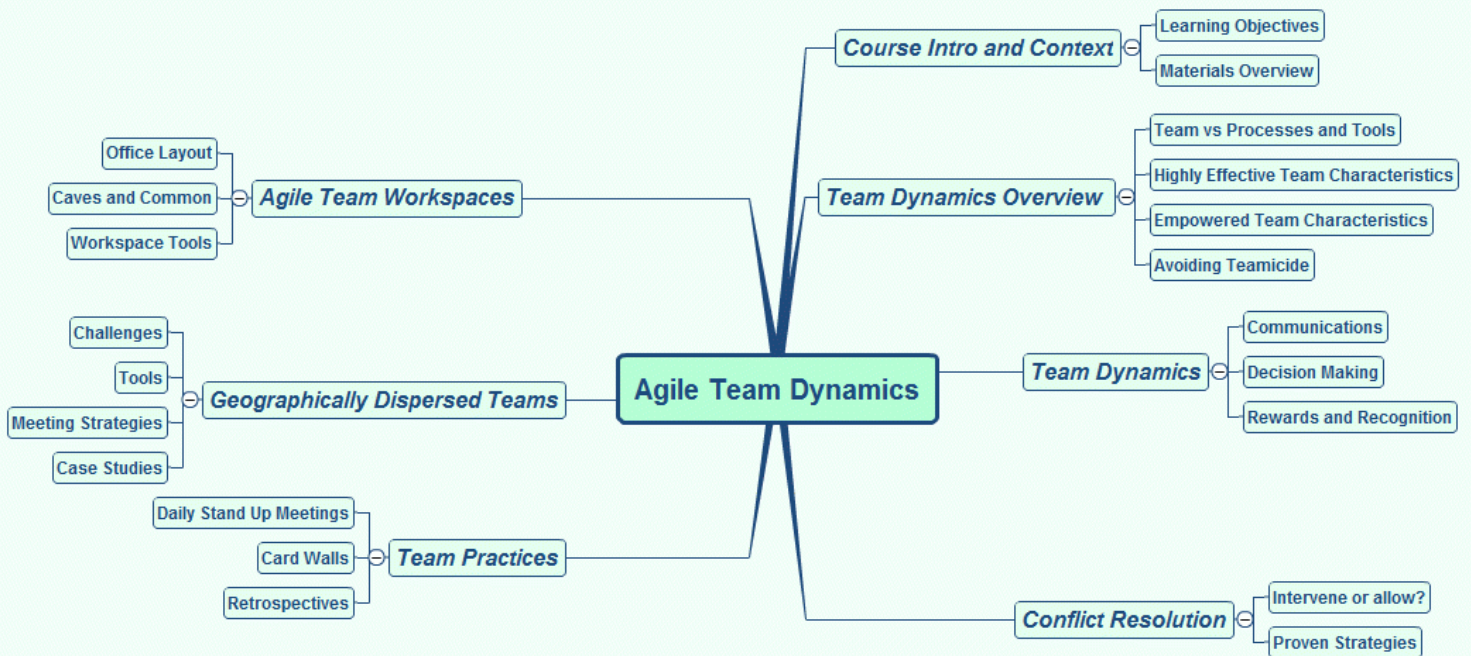 Agile Team Dynamics
Course Intro and Context
Learning Objectives
Materials Overview
Team Dynamics Overview
Team vs Processes and Tools
Highly Effective Team Characteristics
Empowered Team Characteristics
Avoiding Teamicide
Team Dynamics
Communications
Decision Making
Rewards and Recognition
Conflict Resolution
Intervene or allow?
Proven Strategies
Agile Team Workspaces
Office Layout
Caves and Common
Workspace Tools
Geographically Dispersed Teams
Challenges
Tools
Meeting Strategies
Case Studies
Team Practices
Daily Stand Up Meetings
Card Walls
Retrospectives